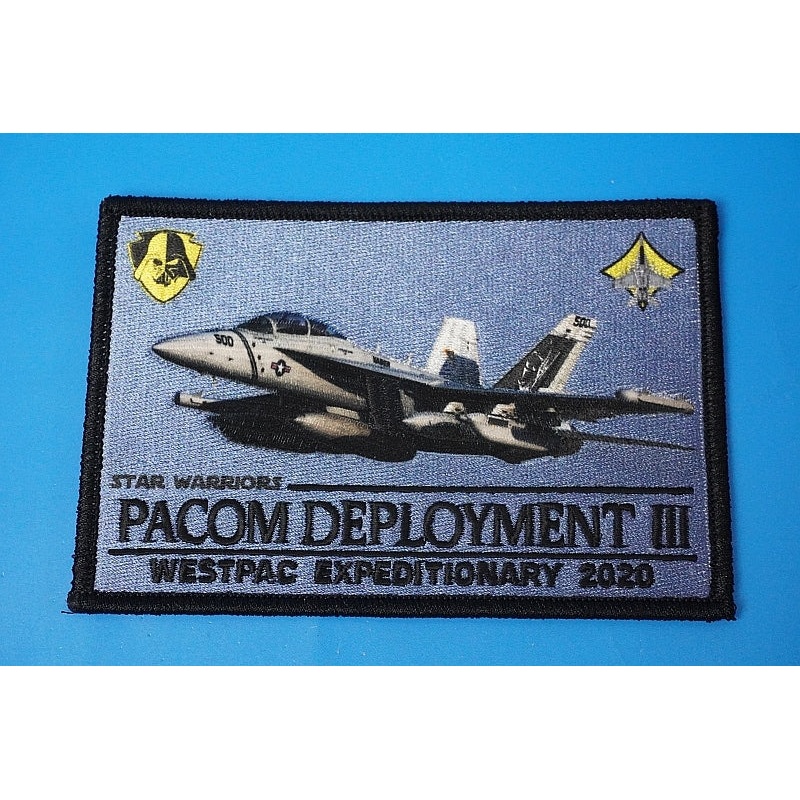 500
500
STAR WARRIORS
PACOM DEPLOYMENT III
WESTPAC EXPEDITIONARY 2020